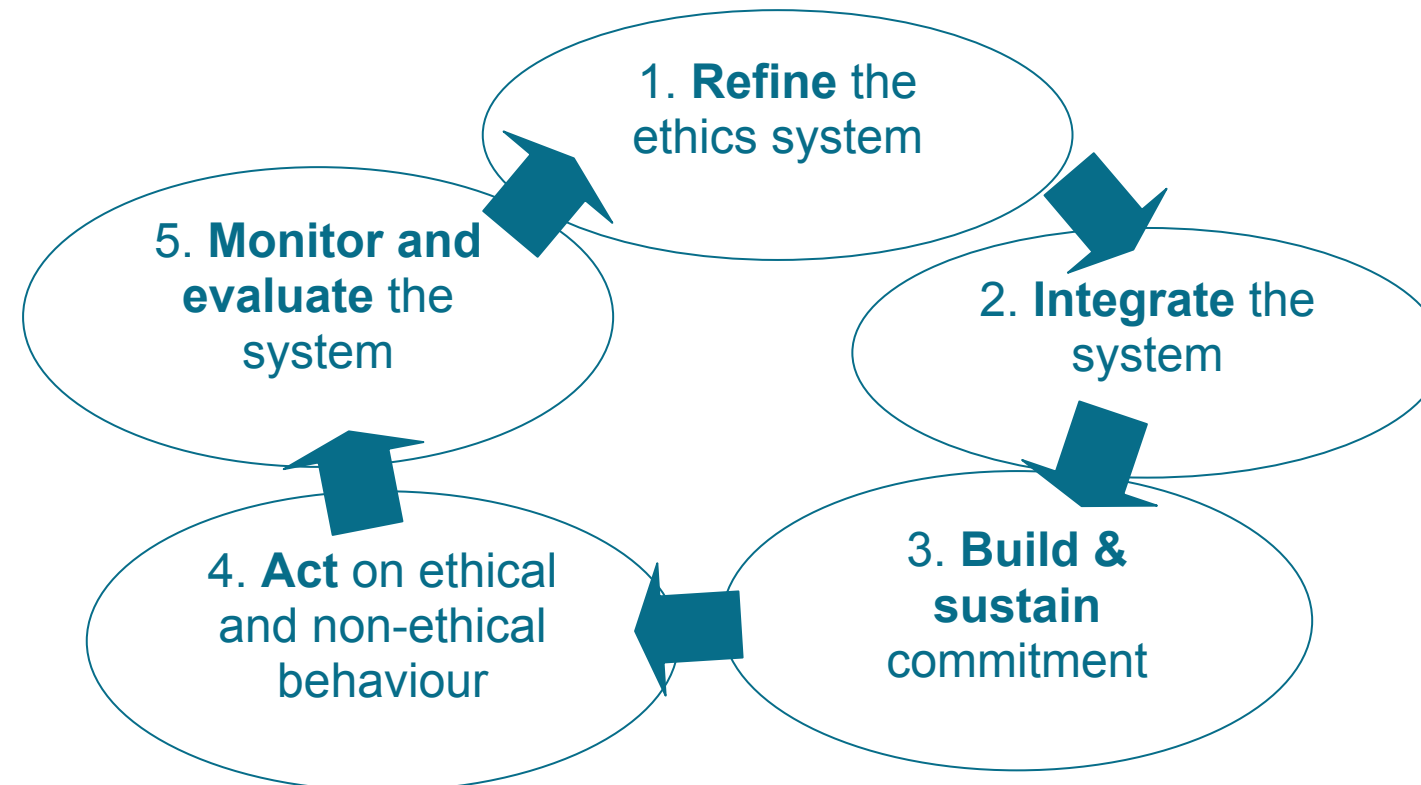 1. Refine the
ethics system
2. Integrate the
system
3. Build &
sustain
commitment
4. Act on ethical
and non-ethical
behaviour
5. Monitor and
evaluate the
system